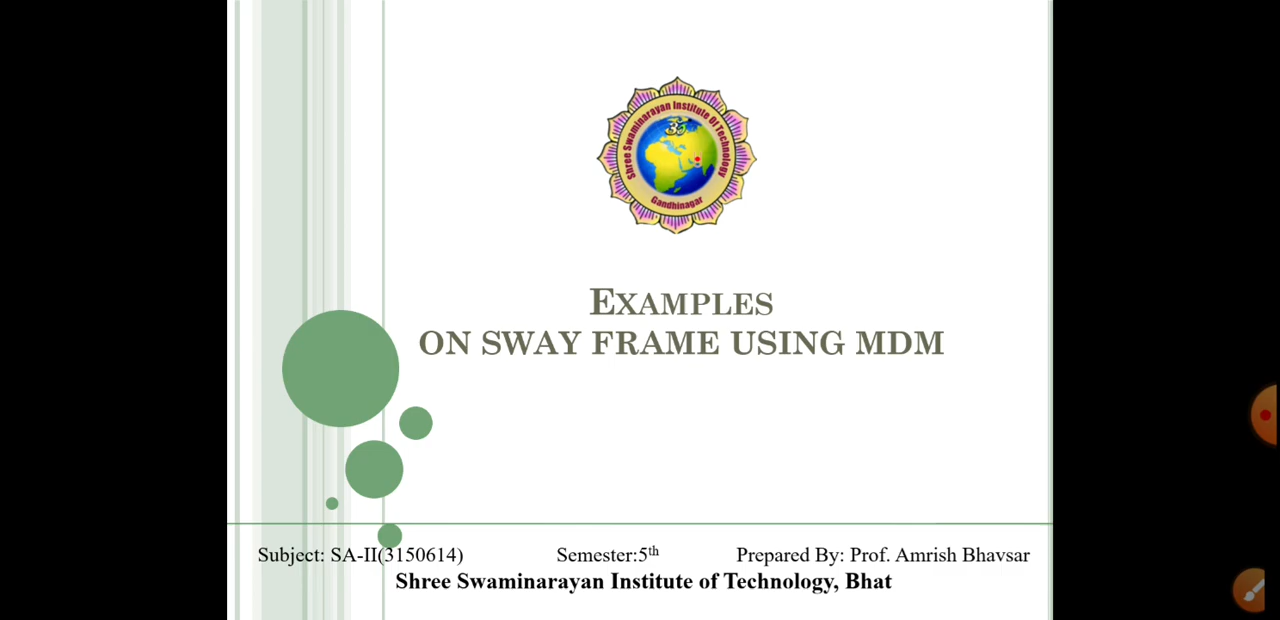 Shree Swaminarayan Institute Of Technology
ॐ
Gandhinagar
EXAMPLES
ON SWAY FRAME USING MDM
Subject: SA-II(3150614) Semester:5th Prepared By: Prof. Amrish Bhavsar
Shree Swaminarayan Institute of Technology, Bhat